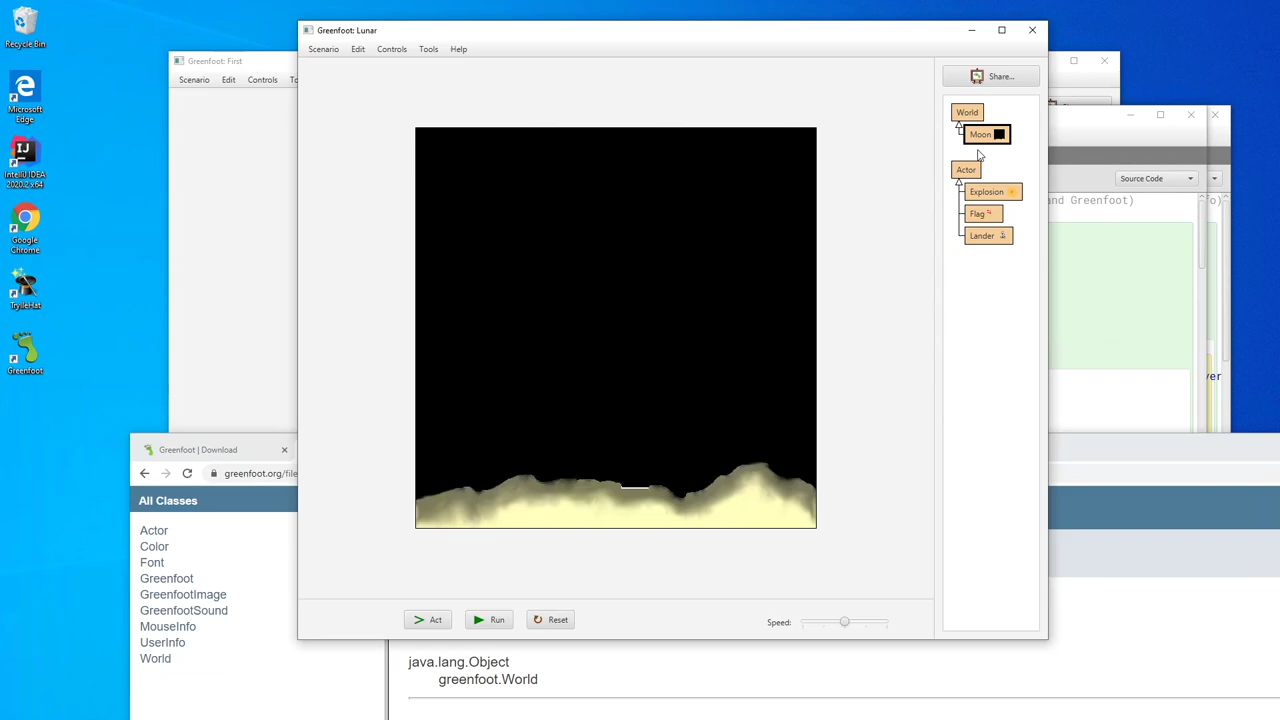 Recycle Bin
Microsoft
Edge
IntelliJ IDEA
2020.2 x64
Google
Chrome
TryileHat
Greenfoot
Greenfoot: First
Scenario Edit Controls
Greenfoot: Lunar
Scenario Edit Controls Tools Help
Share...
World
Moon
Actor
Explosion
Flag
Lander
Act Run Reset Speed:
Source Code
and Greenfoot)
Greenfoot | Download
greenfoot.org/file
All Classes
Actor
Color
Font
Greenfoot
GreenfootImage
GreenfootSound
MouseInfo
UserInfo
World
java.lang.Object
greenfoot.World